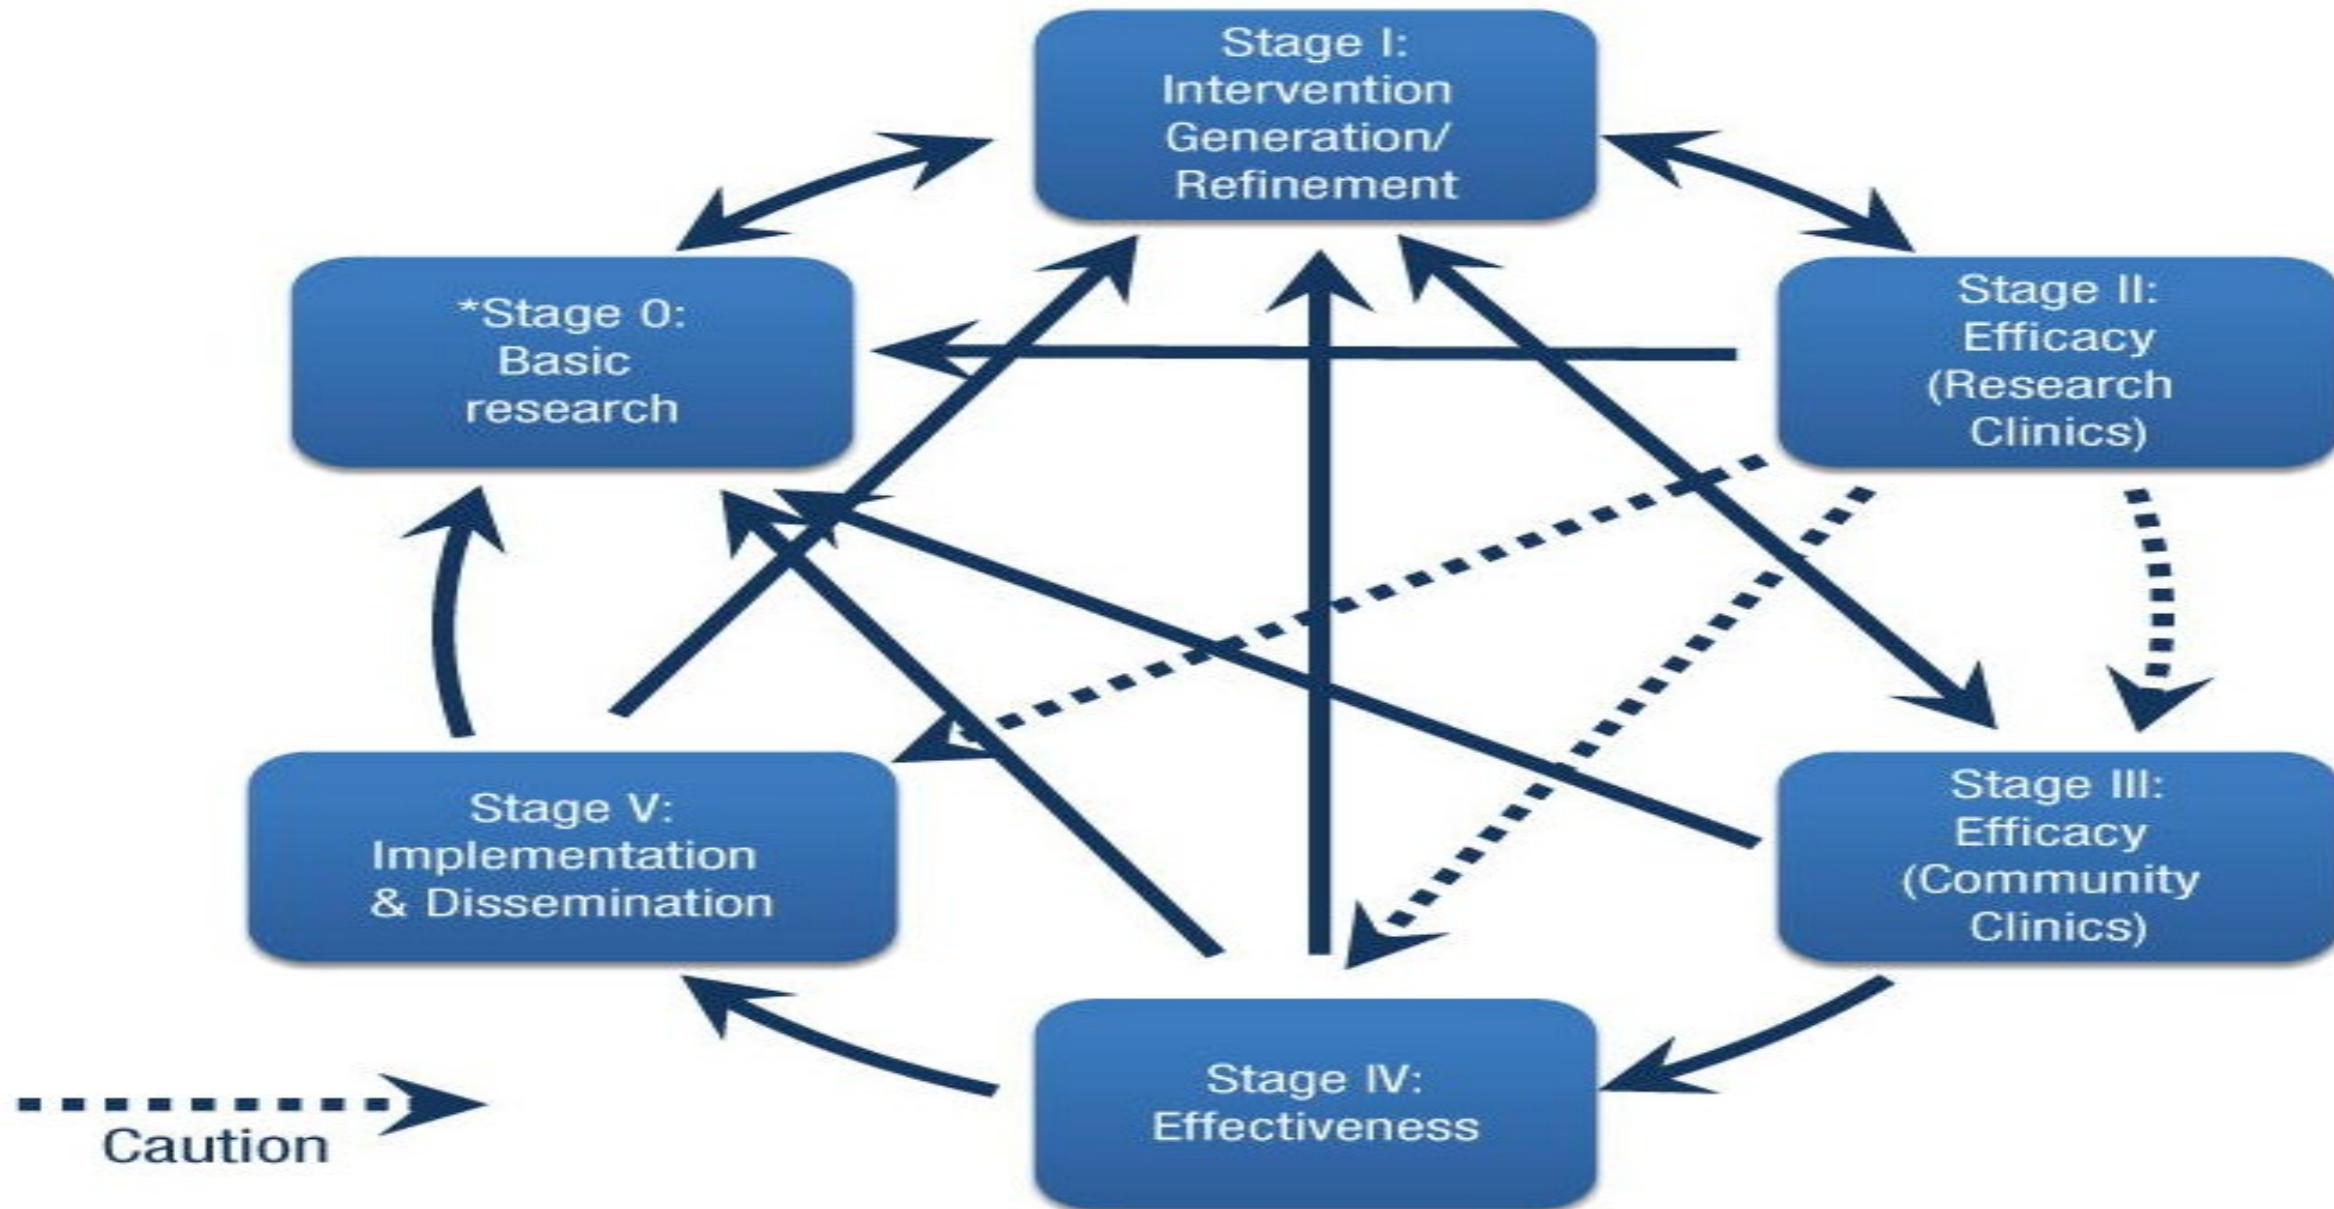 Stage I:
Intervention
Generation/
Refinement
*Stage 0:
Basic
research
Stage II:
Efficacy
(Research
Clinics)
Stage V:
Implementation
& Dissemination
Stage III:
Efficacy
(Community
Clinics)
Stage IV:
Effectiveness
Caution